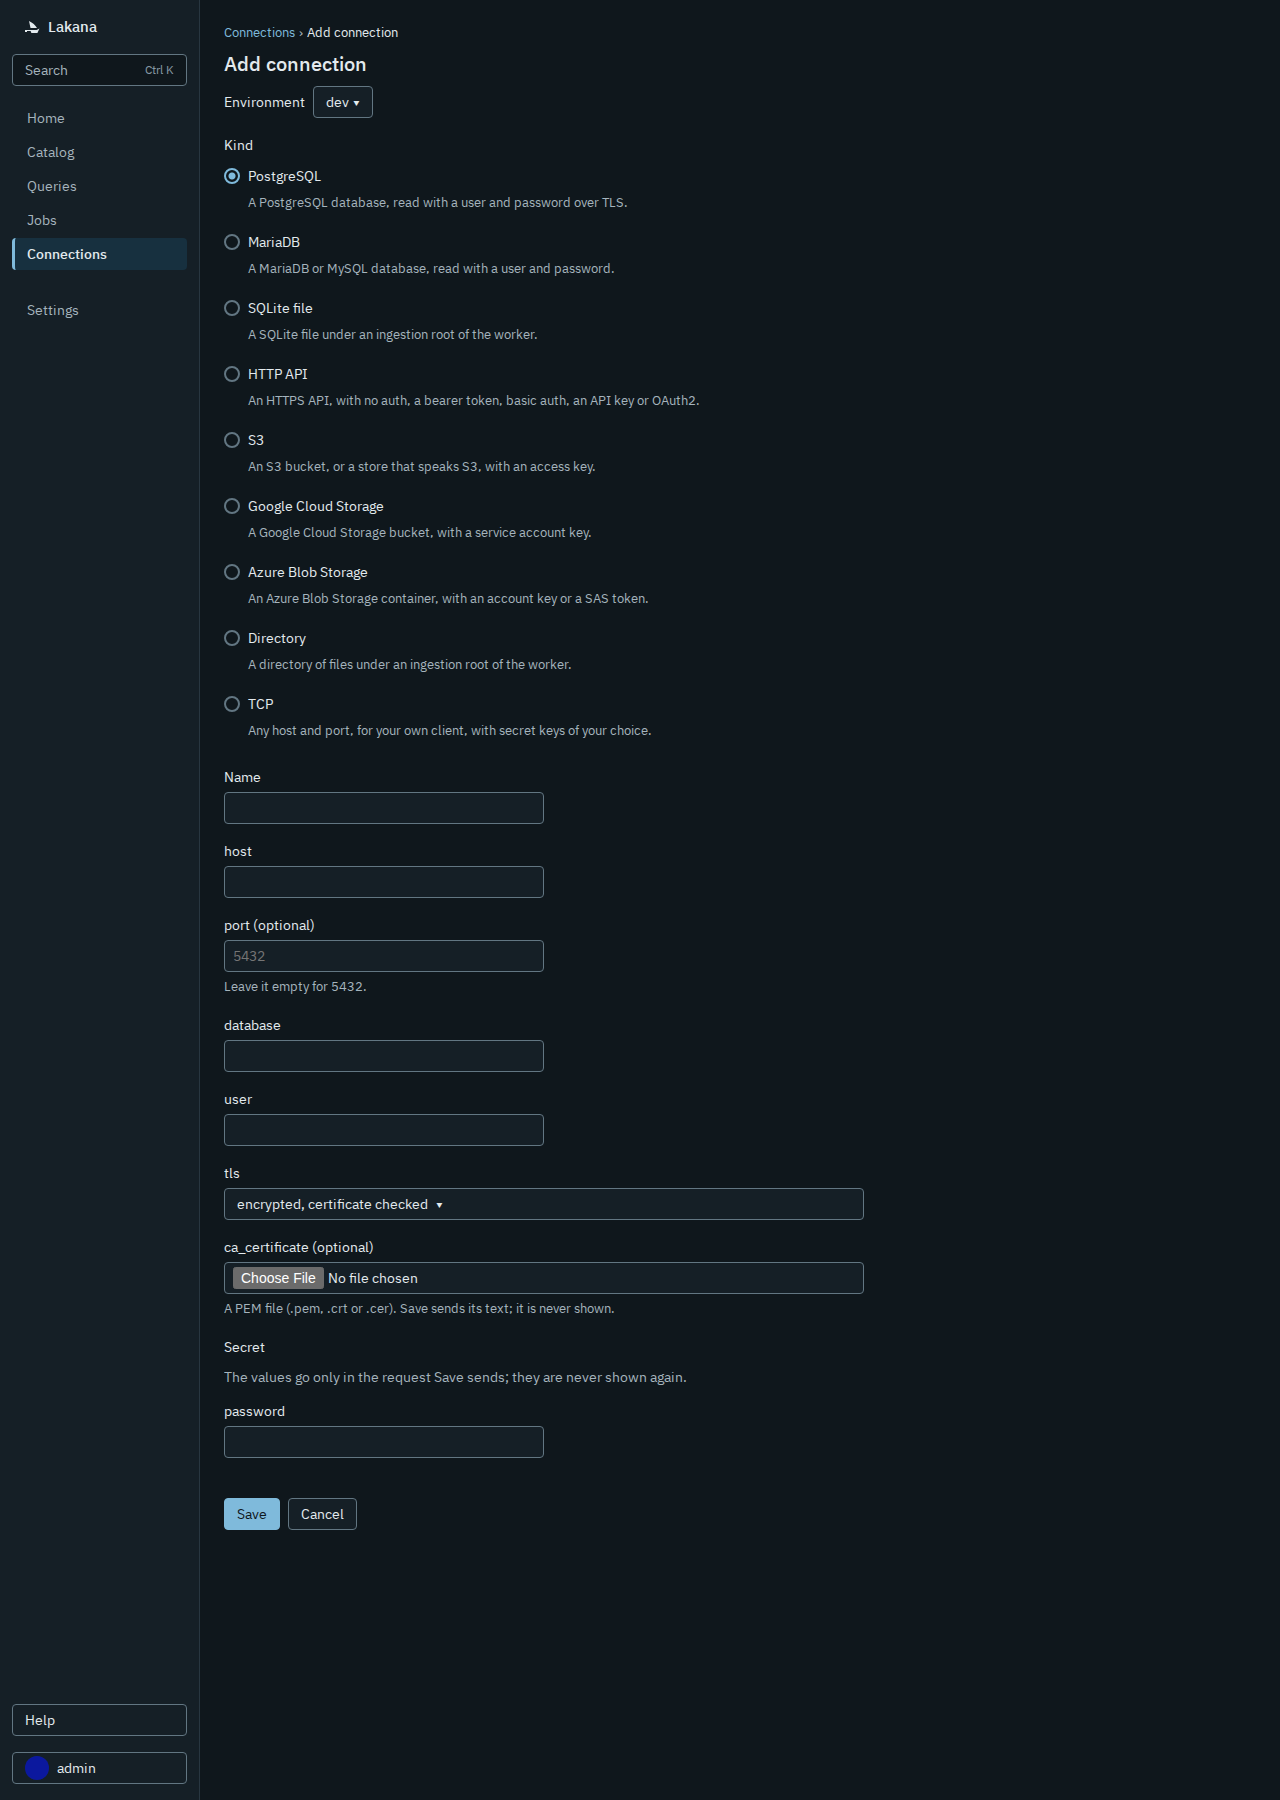 Lakana
Search Ctrl K
Home
Catalog
Queries
Jobs
Connections
Settings
Help
admin
Connections › Add connection
Add connection
Environment dev ▾
Kind
PostgreSQL
A PostgreSQL database, read with a user and password over TLS.
MariaDB
A MariaDB or MySQL database, read with a user and password.
SQLite file
A SQLite file under an ingestion root of the worker.
HTTP API
An HTTPS API, with no auth, a bearer token, basic auth, an API key or OAuth2.
S3
An S3 bucket, or a store that speaks S3, with an access key.
Google Cloud Storage
A Google Cloud Storage bucket, with a service account key.
Azure Blob Storage
An Azure Blob Storage container, with an account key or a SAS token.
Directory
A directory of files under an ingestion root of the worker.
TCP
Any host and port, for your own client, with secret keys of your choice.
Name
host
port (optional)
5432
Leave it empty for 5432.
database
user
tls
encrypted, certificate checked ▾
ca_certificate (optional)
Choose File No file chosen
A PEM file (.pem, .crt or .cer). Save sends its text; it is never shown.
Secret
The values go only in the request Save sends; they are never shown again.
password
Save Cancel